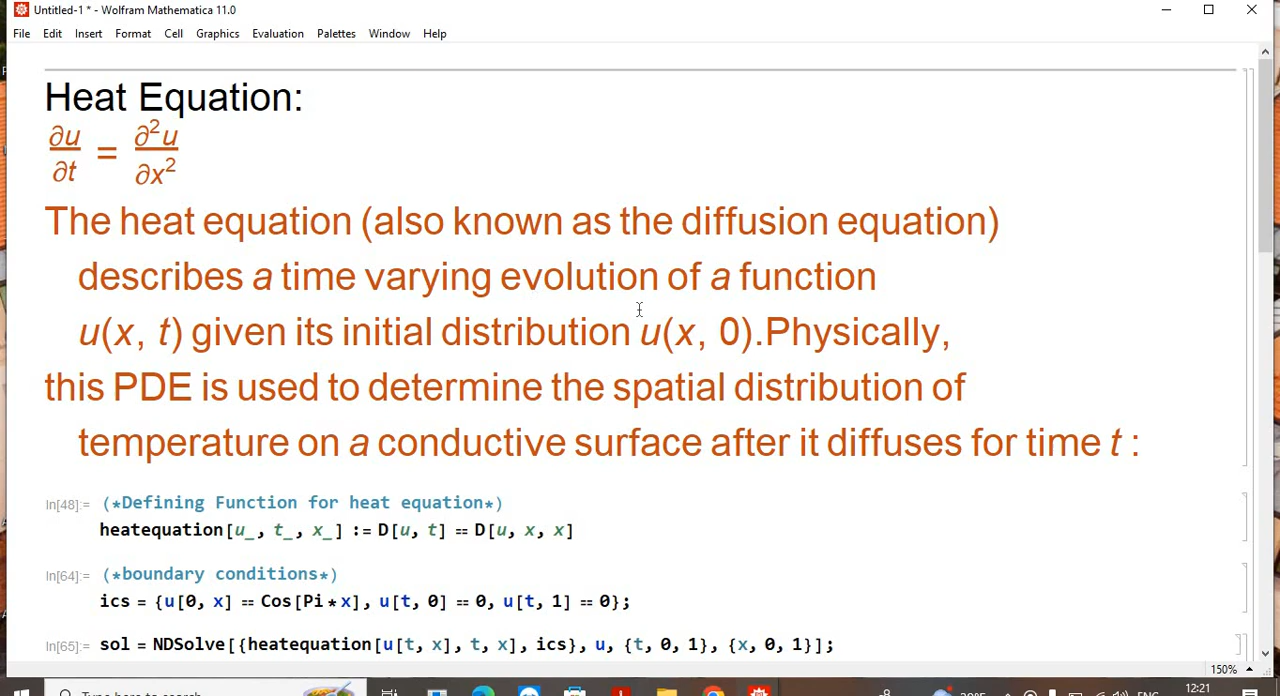 Untitled-1 * - Wolfram Mathematica 11.0
File Edit Insert Format Cell Graphics Evaluation Palettes Window Help
Heat Equation:
∂u/∂t = ∂²u/∂x²
The heat equation (also known as the diffusion equation)
describes a time varying evolution of a function
u(x, t) given its initial distribution u(x, 0).Physically,
this PDE is used to determine the spatial distribution of
temperature on a conductive surface after it diffuses for time t :
In[48]:= (*Defining Function for heat equation*)
heatequation[u_, t_, x_] := D[u, t] == D[u, x, x]
In[64]:= (*boundary conditions*)
ics = {u[0, x] == Cos[Pi*x], u[t, 0] == 0, u[t, 1] == 0};
In[65]:= sol = NDSolve[{heatequation[u[t, x], t, x], ics}, u, {t, 0, 1}, {x, 0, 1}];
150%
Type here to search
ENG
12:21